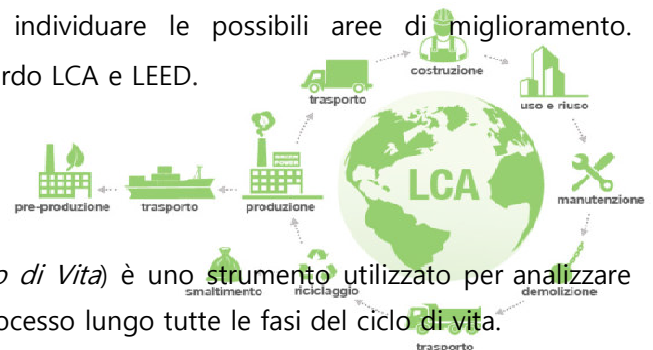 individuare le possibili aree di miglioramento.
rdo LCA e LEED.
costruzione
trasporto
uso e riuso
LCA
pre-produzione
trasporto
produzione
manutenzione
o di Vita) è uno strumento utilizzato per analizzare
smaltimento
riciclaggio
demolizione
ocesso lungo tutte le fasi del ciclo di vita.
trasporto